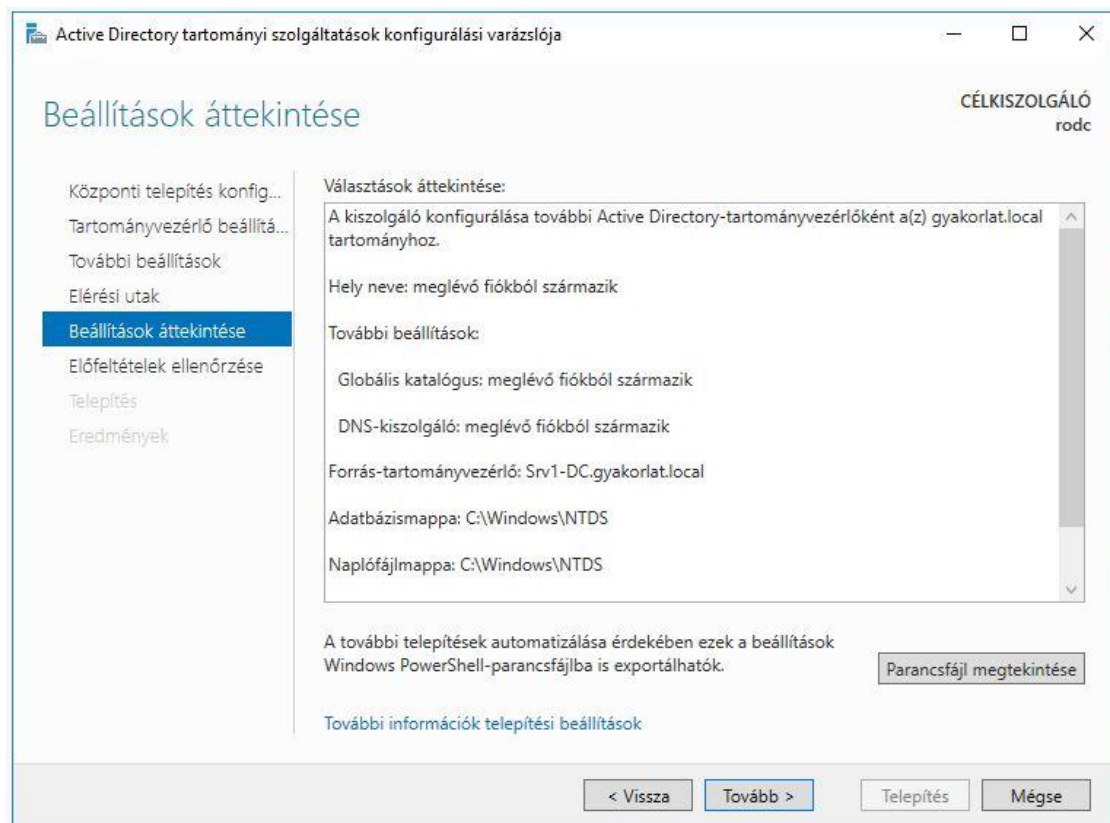 Active Directory tartományi szolgáltatások konfigurálási varázslója
Beállítások áttekintése
CÉLKISZOLGÁLÓ
rodc
Központi telepítés konfig...
Tartományvezérlő beállítá...
További beállítások
Elérési utak
Beállítások áttekintése
Előfeltételek ellenőrzése
Telepítés
Eredmények
Választások áttekintése:
A kiszolgáló konfigurálása további Active Directory-tartományvezérlőként a(z) gyakorlat.local
tartományhoz.
Hely neve: meglévő fiókból származik
További beállítások:
Globális katalógus: meglévő fiókból származik
DNS-kiszolgáló: meglévő fiókból származik
Forrás-tartományvezérlő: Srv1-DC.gyakorlat.local
Adatbázismappa: C:\Windows\NTDS
Naplófájlmappa: C:\Windows\NTDS
A további telepítések automatizálása érdekében ezek a beállítások
Windows PowerShell-parancsfájlba is exportálhatók.
Parancsfájl megtekintése
További információk telepítési beállítások
< Vissza
Tovább >
Telepítés
Mégse